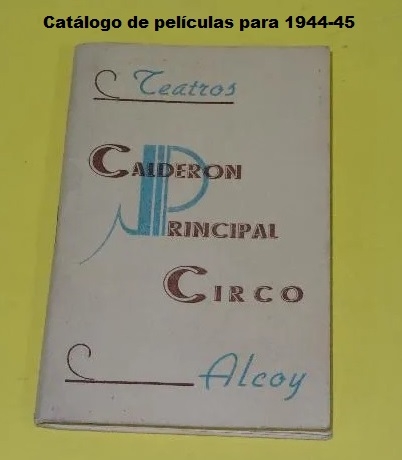 Catálogo de películas para 1944-45
Teatros
CALDERON
PRINCIPAL
CIRCO
Alcoy